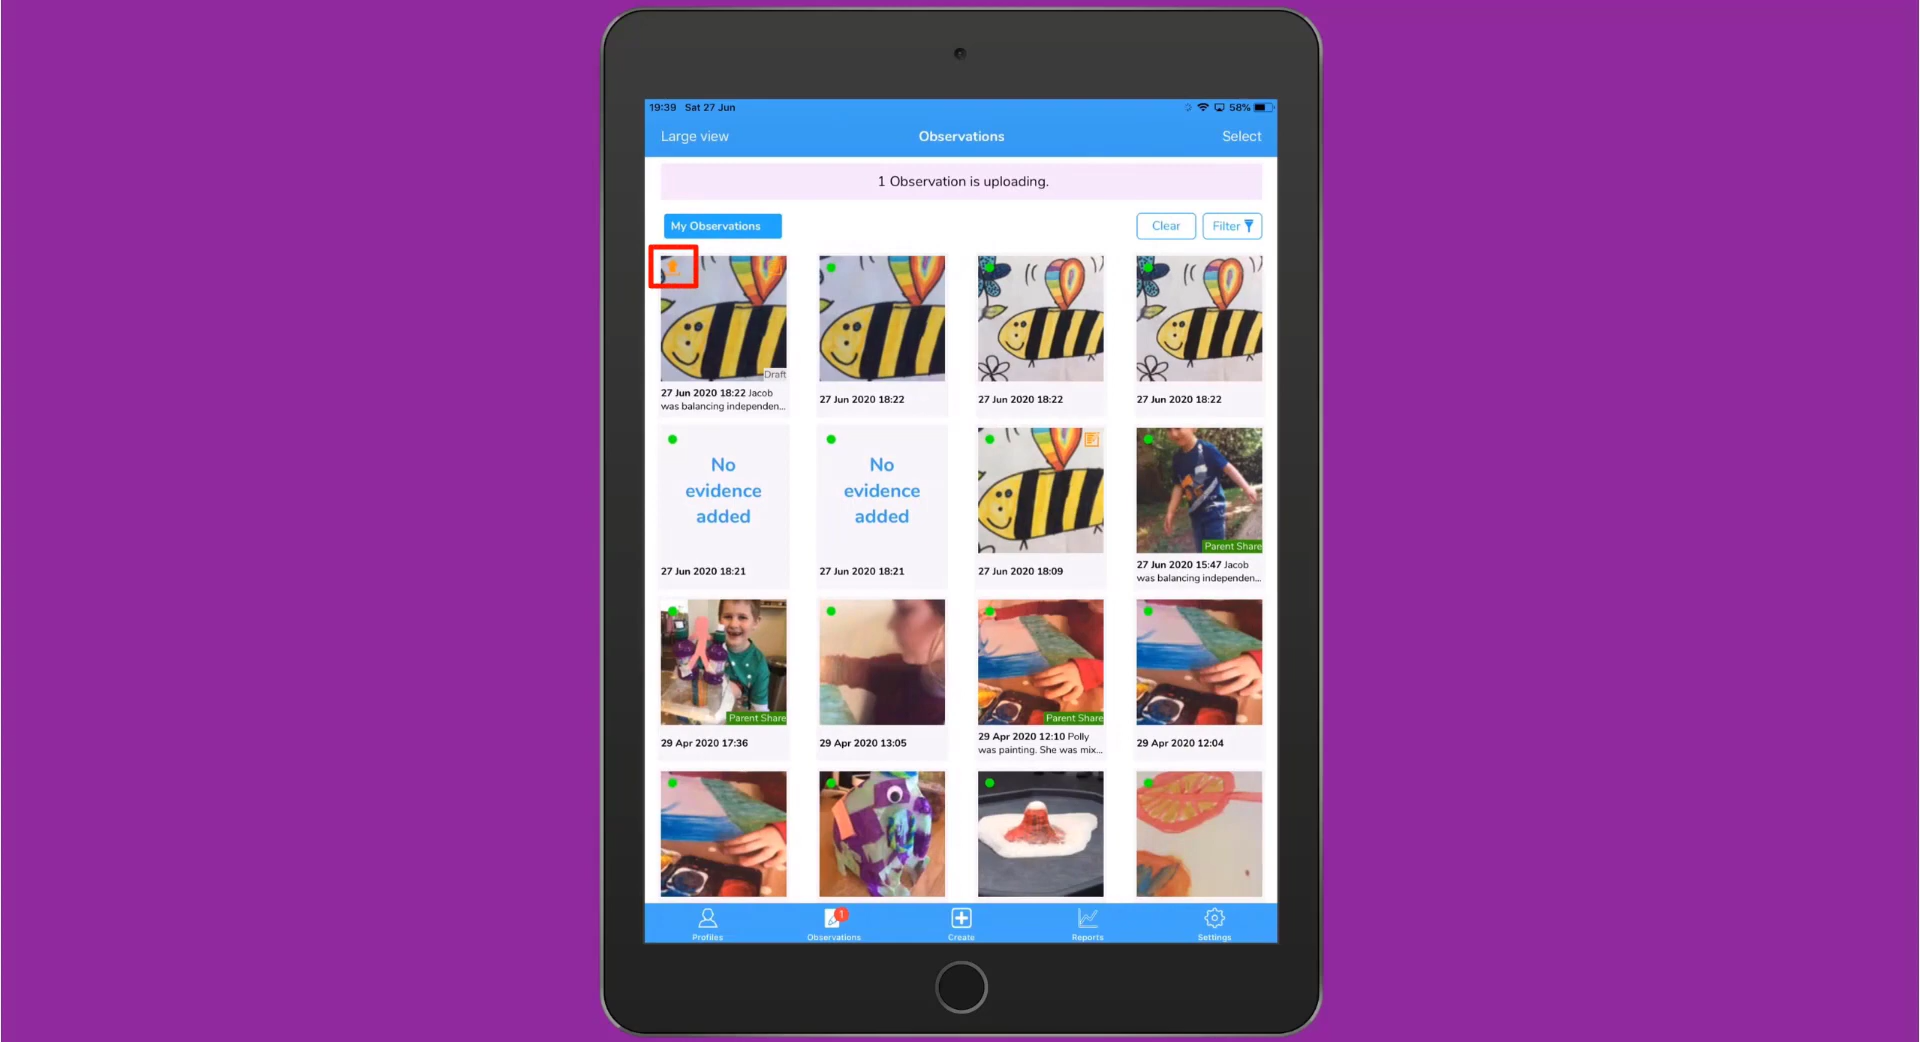 19:39 Sat 27 Jun 58%
Large view Observations Select
1 Observation is uploading.
My Observations Clear Filter
Draft
27 Jun 2020 18:22 Jacob
was balancing independen...
27 Jun 2020 18:22
27 Jun 2020 18:22
27 Jun 2020 18:22
No
evidence
added
27 Jun 2020 18:21
No
evidence
added
27 Jun 2020 18:21
27 Jun 2020 18:09
Parent Share
27 Jun 2020 15:47 Jacob
was balancing independen...
Parent Share
29 Apr 2020 17:36
29 Apr 2020 13:05
Parent Share
29 Apr 2020 12:10 Polly
was painting. She was mix...
29 Apr 2020 12:04
1
Profiles Observations Create Reports Settings